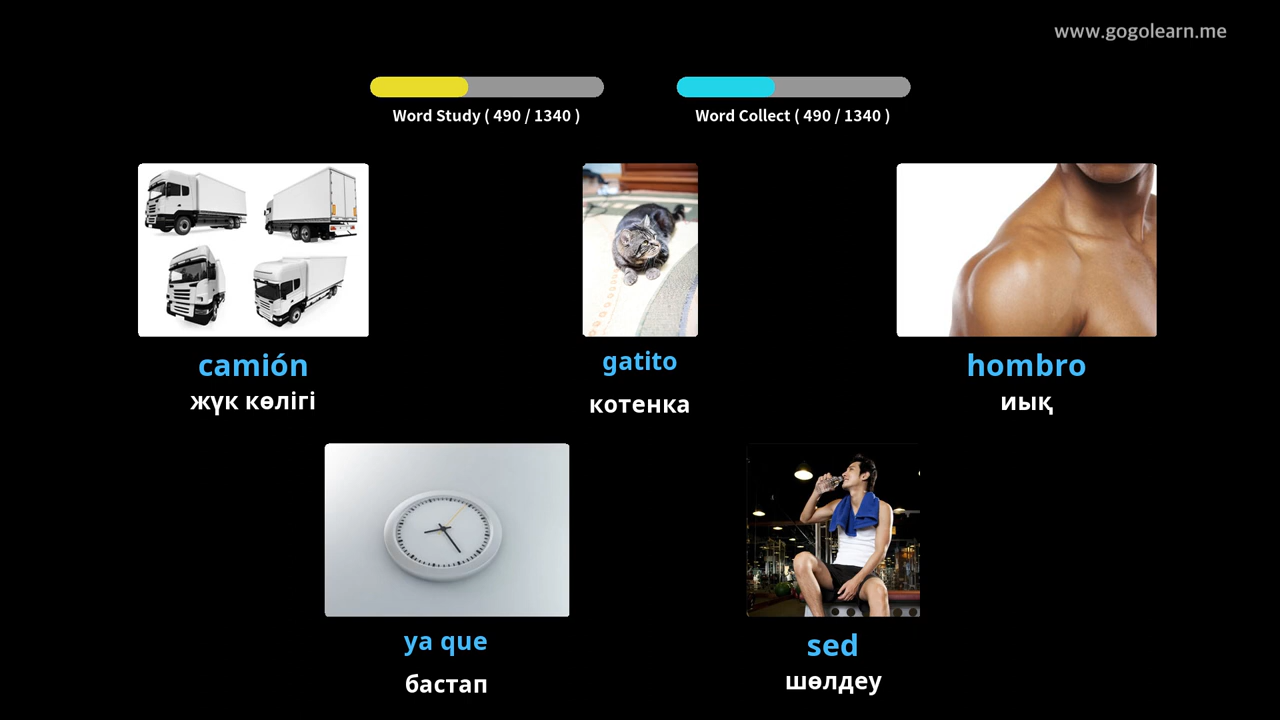 www.gogolearn.me
Word Study ( 490 / 1340 )
Word Collect ( 490 / 1340 )
camión
жүк көлігі
gatito
котенка
hombro
иық
ya que
бастап
sed
шөлдеу